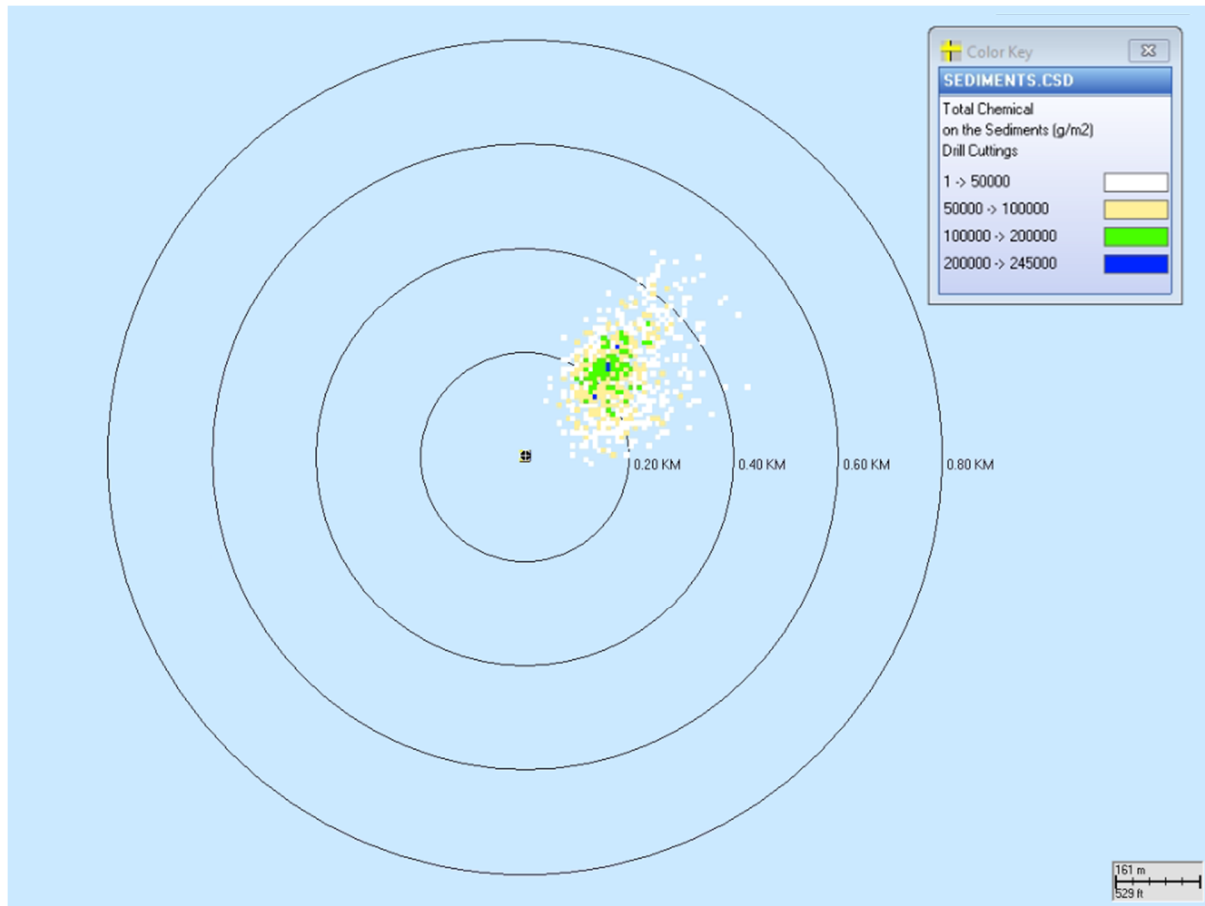 Color Key
SEDIMENTS.CSD
Total Chemical
on the Sediments (g/m2)
Drill Cuttings
1 -> 50000
50000 -> 100000
100000 -> 200000
200000 -> 245000
0.20 KM
0.40 KM
0.60 KM
0.80 KM
161 m
529 ft